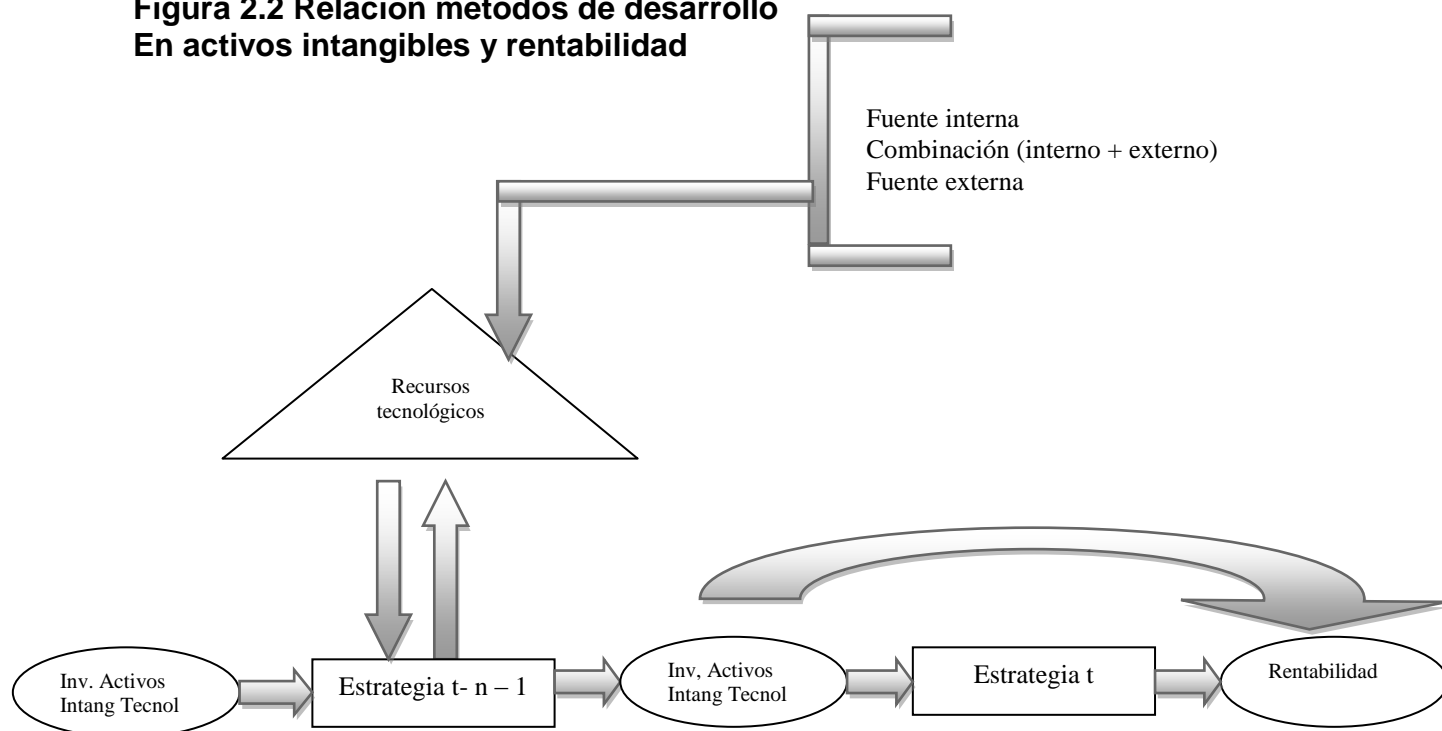 Figura 2.2 Relación métodos de desarrollo
En activos intangibles y rentabilidad
Fuente interna
Combinación (interno + externo)
Fuente externa
Recursos
tecnológicos
Inv. Activos
Intang Tecnol
Estrategia t- n – 1
Inv, Activos
Intang Tecnol
Estrategia t
Rentabilidad